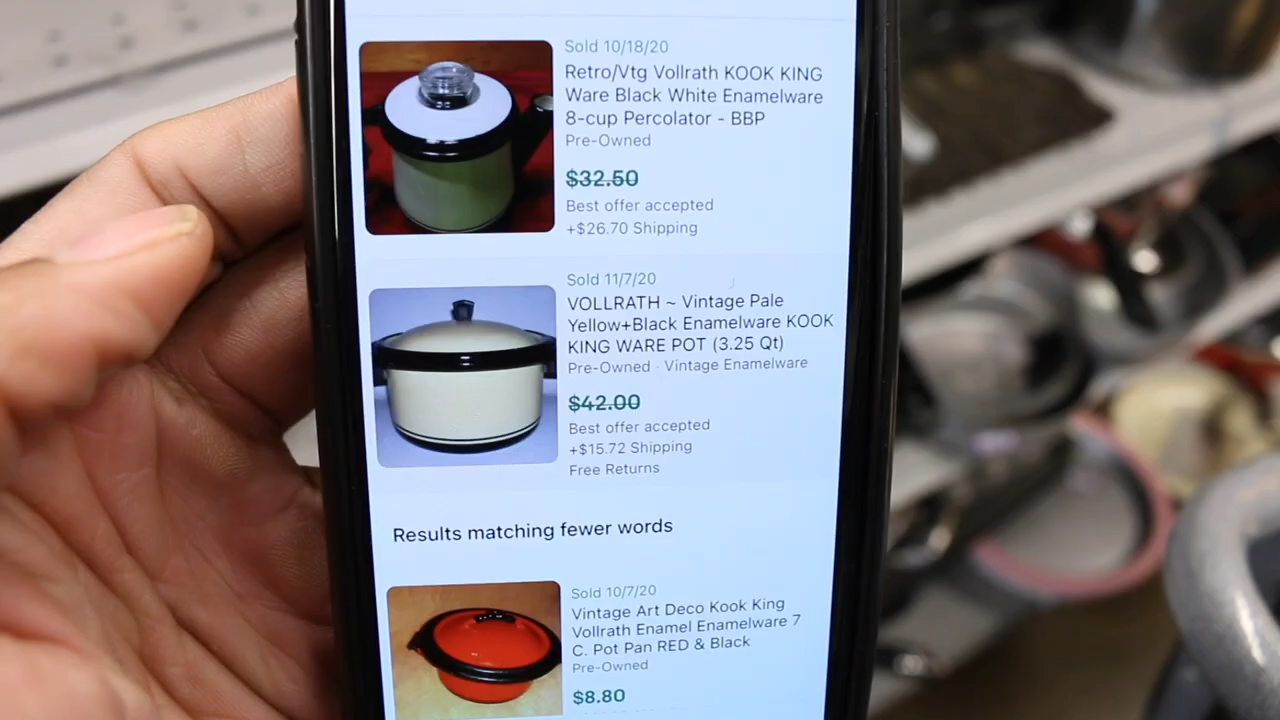 Sold 10/18/20
Retro/Vtg Vollrath KOOK KING
Ware Black White Enamelware
8-cup Percolator - BBP
Pre-Owned
$32.50
Best offer accepted
+$26.70 Shipping
Sold 11/7/20
VOLLRATH ~ Vintage Pale
Yellow+Black Enamelware KOOK
KING WARE POT (3.25 Qt)
Pre-Owned · Vintage Enamelware
$42.00
Best offer accepted
+$15.72 Shipping
Free Returns
Results matching fewer words
Sold 10/7/20
Vintage Art Deco Kook King
Vollrath Enamel Enamelware 7
C. Pot Pan RED & Black
Pre-Owned
$8.80